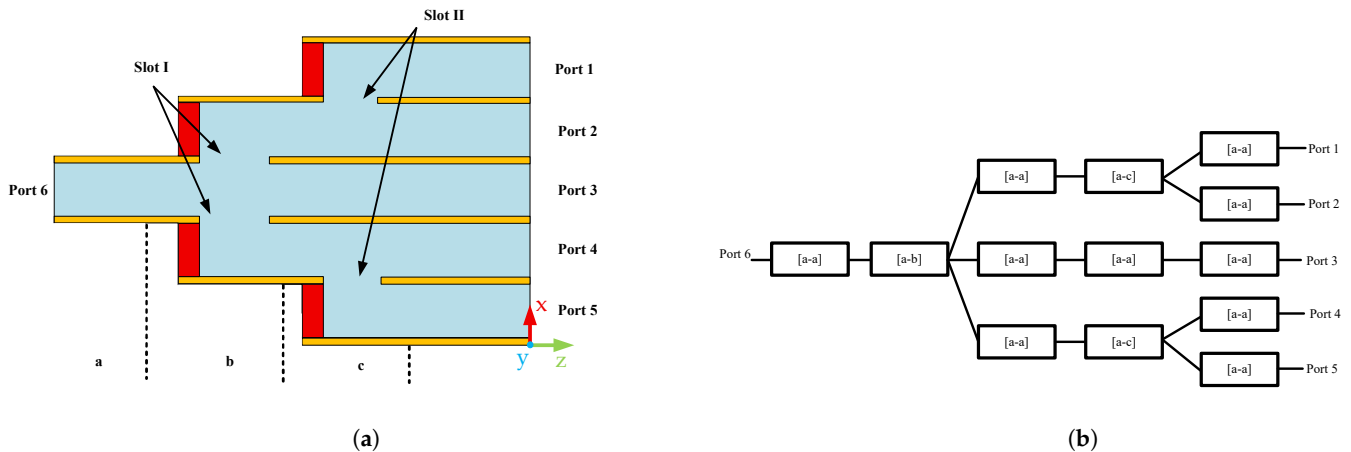 Slot II
Slot I
Port 1
Port 2
Port 6
Port 3
Port 4
Port 5
x
y
z
a
b
c
(a)
[a-a]
Port 1
[a-a]
[a-c]
[a-a]
Port 2
Port 6
[a-a]
[a-b]
[a-a]
[a-a]
[a-a]
Port 3
[a-a]
Port 4
[a-a]
[a-c]
[a-a]
Port 5
(b)